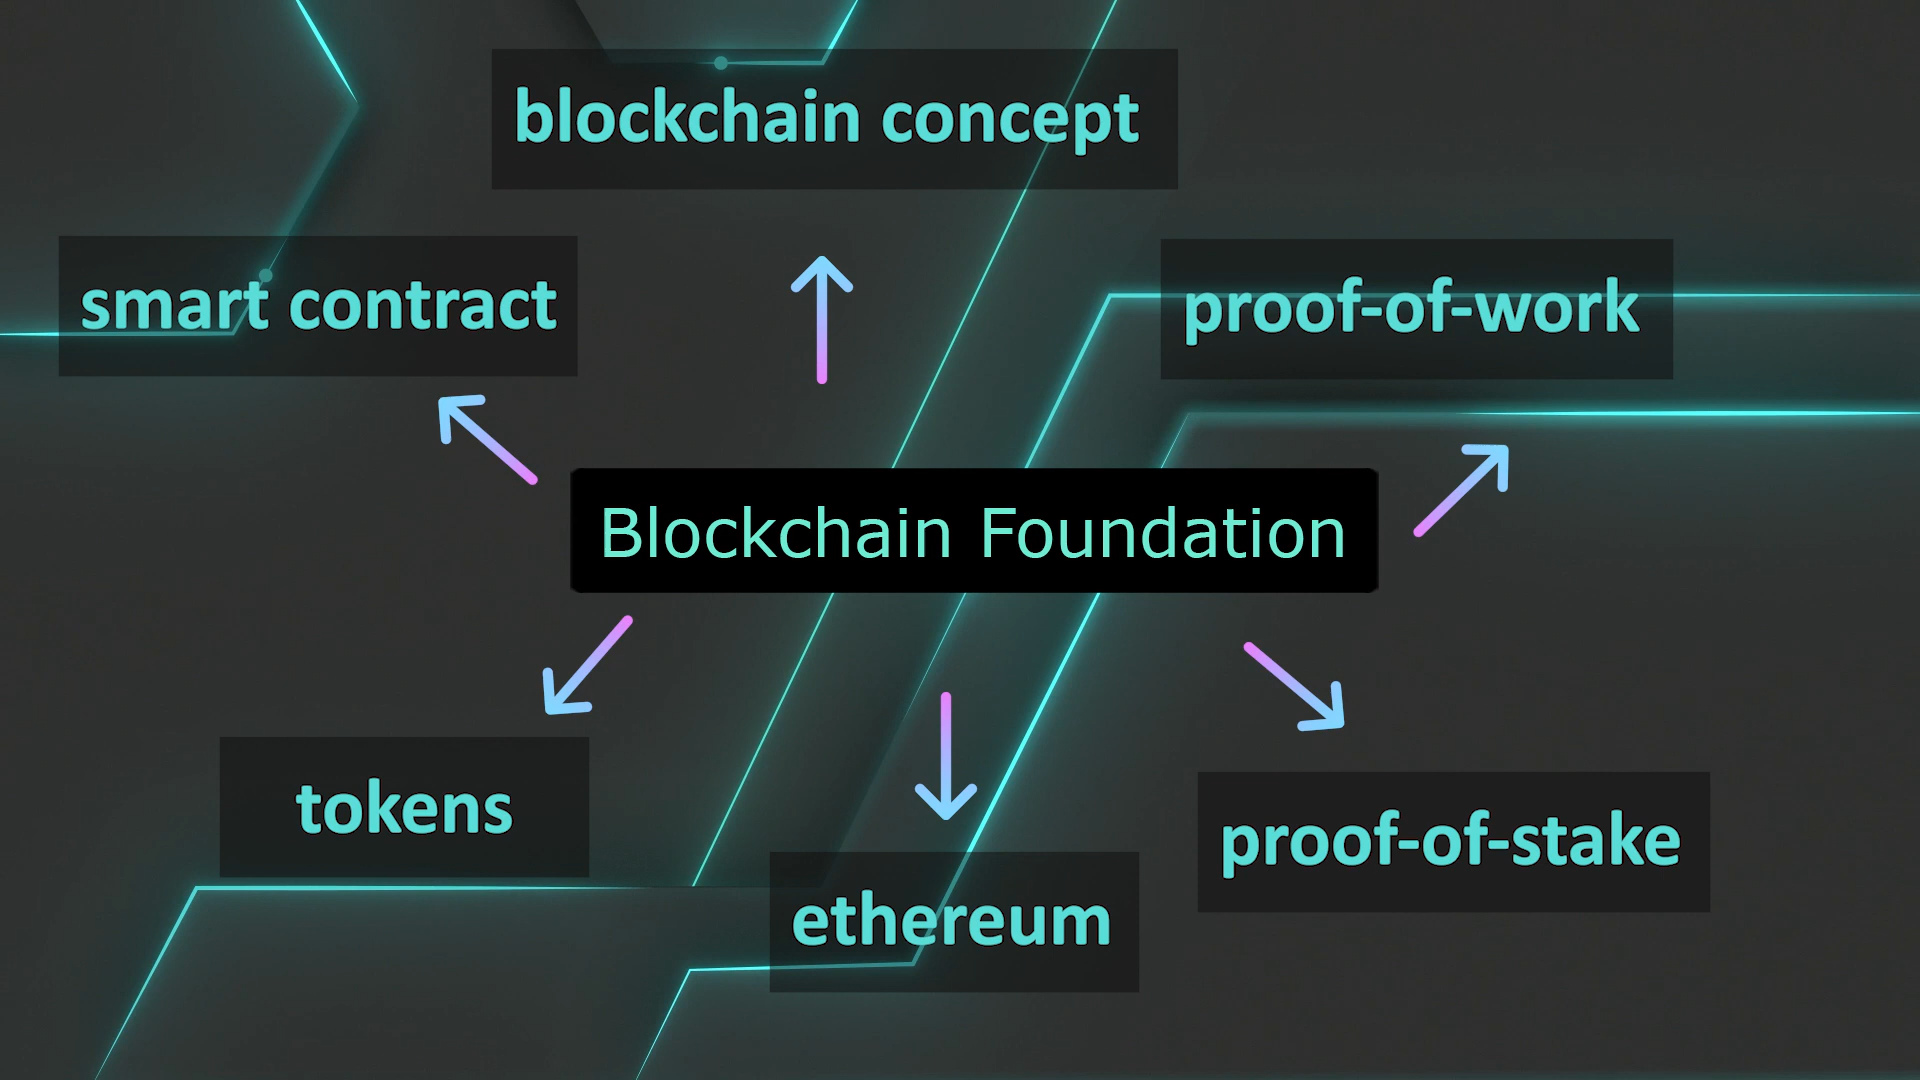 blockchain concept
smart contract
proof-of-work
Blockchain Foundation
tokens
proof-of-stake
ethereum